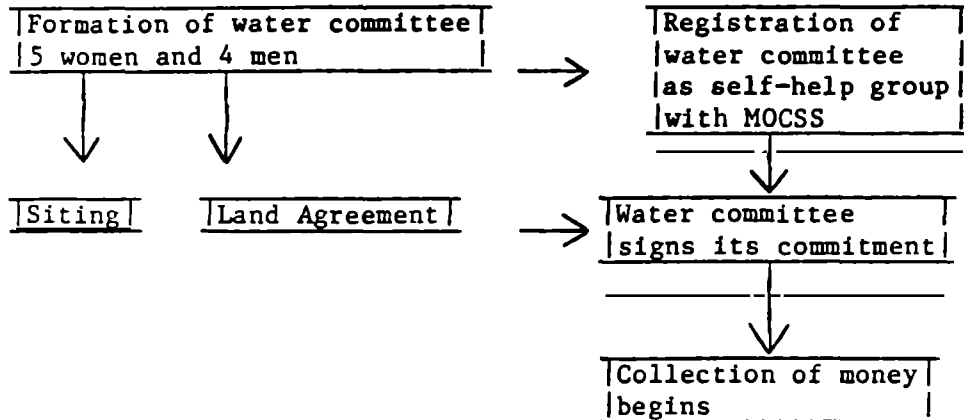 Formation of water committee
5 women and 4 men
Registration of
water committee
as self-help group
with MOCSS
Siting
Land Agreement
Water committee
signs its commitment
Collection of money
begins